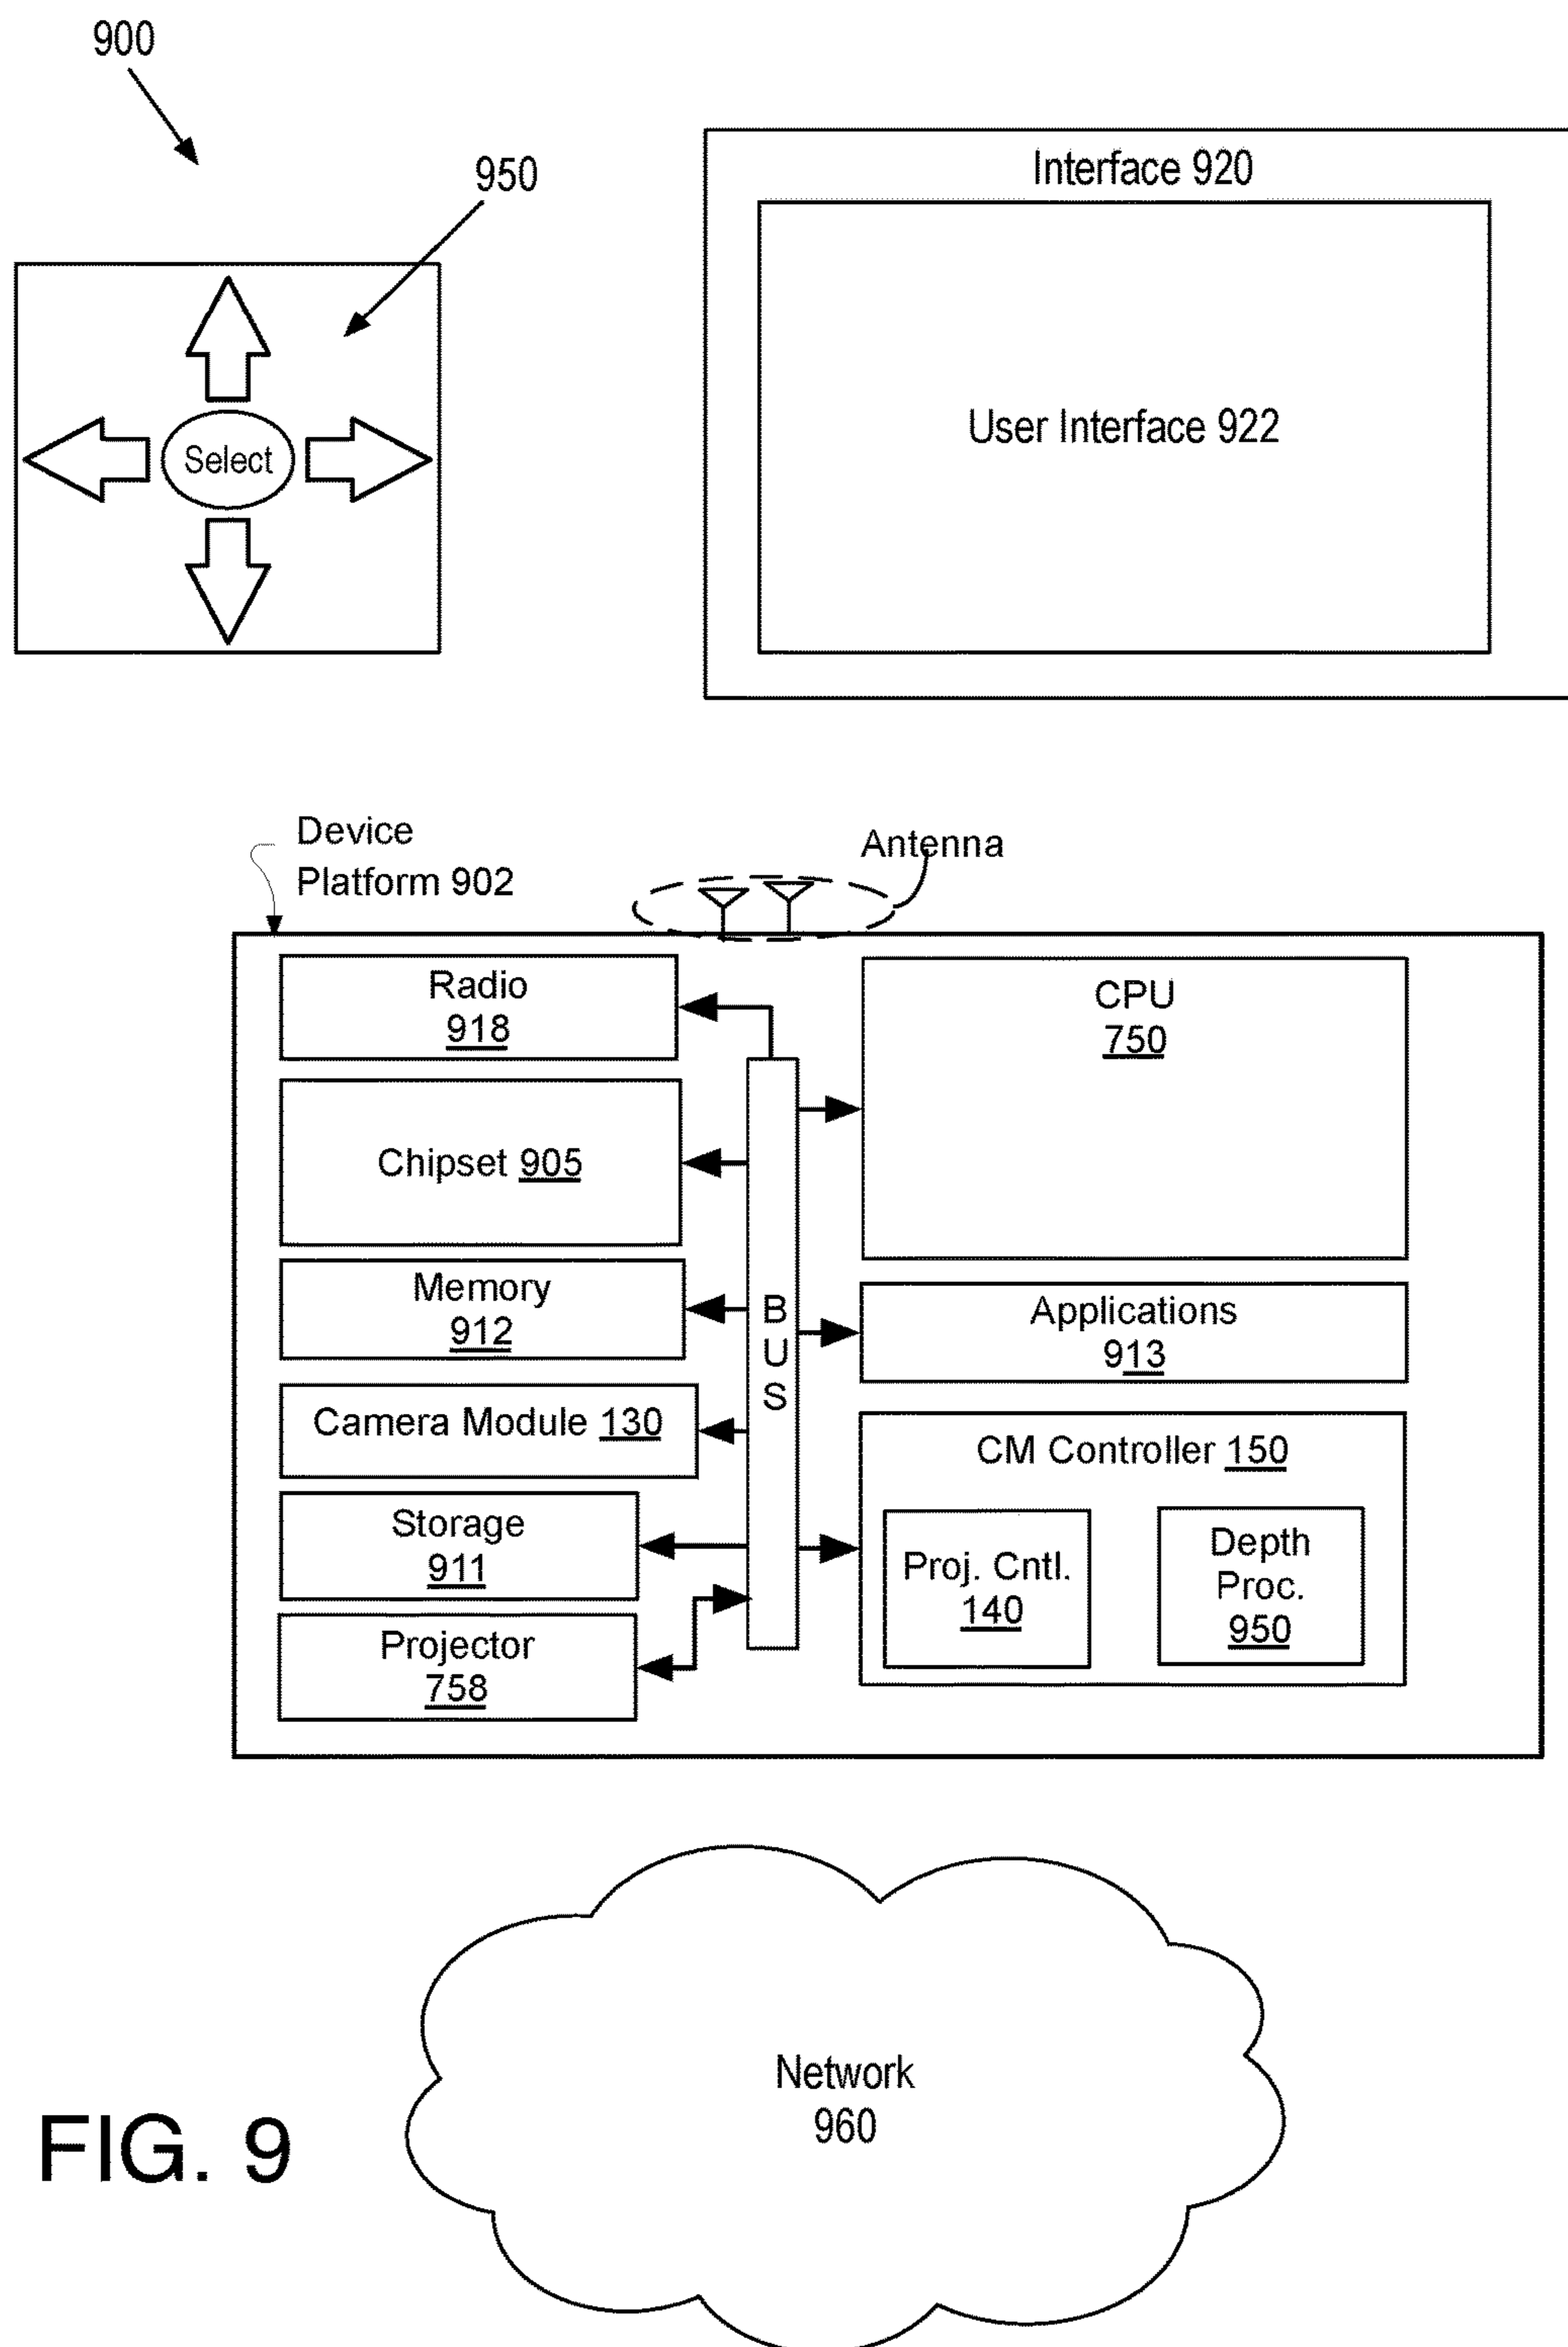 900
950
Interface 920
Select
User Interface 922
Device
Platform 902
Antenna
Radio
918
CPU
750
Chipset 905
Memory
912
B
U
S
Applications
913
Camera Module 130
CM Controller 150
Storage
911
Proj. Cntl.
140
Depth
Proc.
950
Projector
758
Network
960
FIG. 9